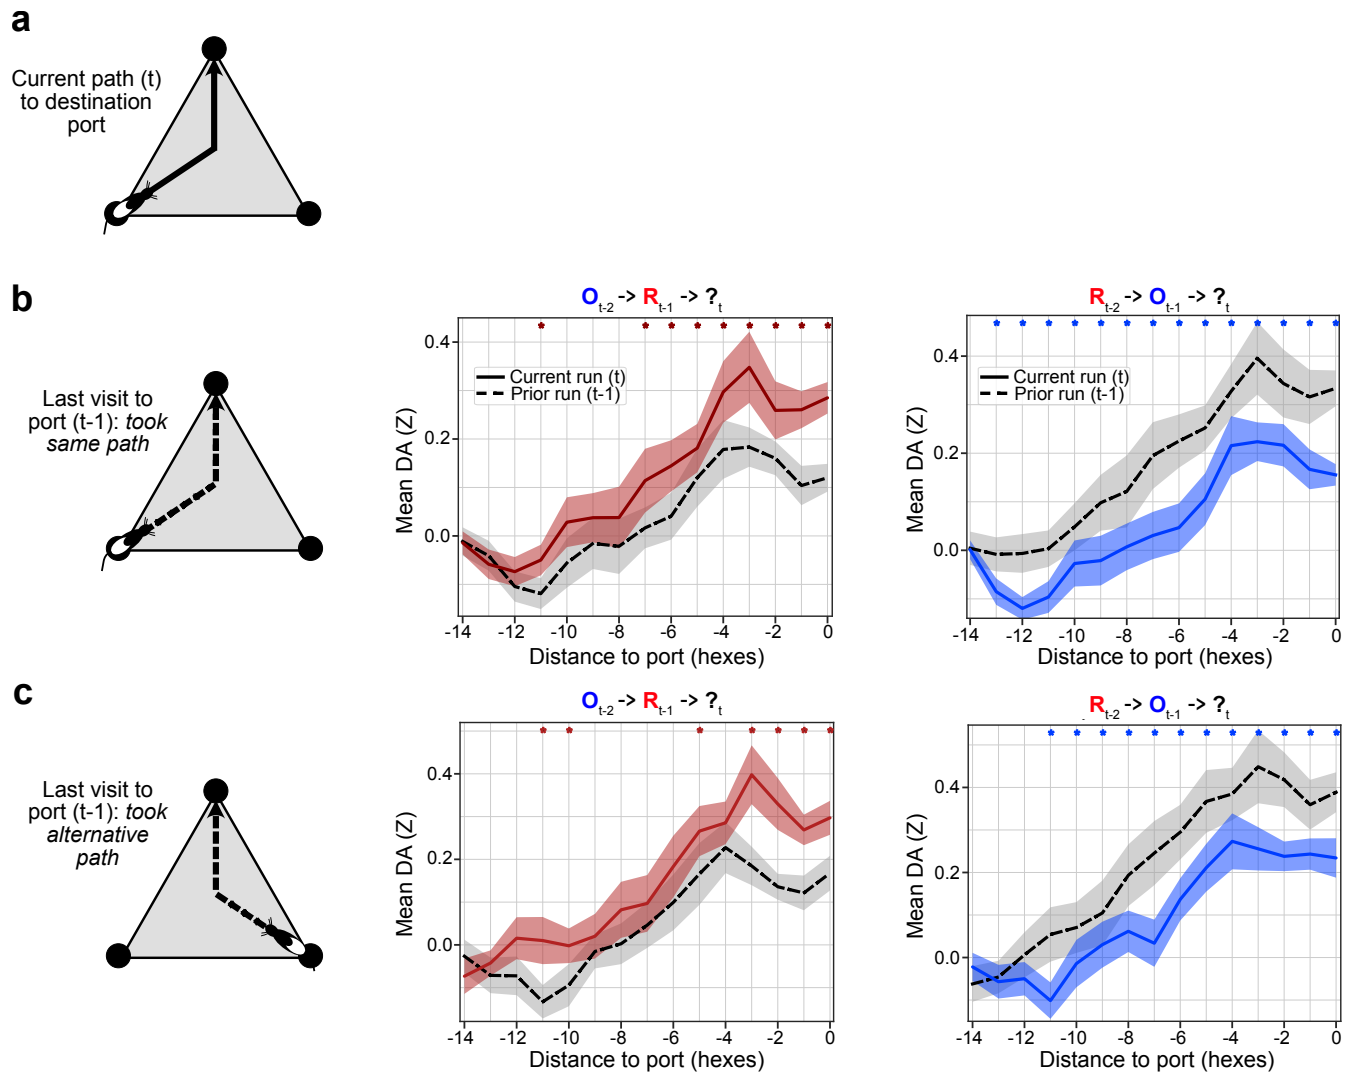 a
Current path (t)
to destination
port
b
Last visit to
port (t-1): took
same path
O t-2 -> R t-1 -> ? t
Mean DA (Z)
0.4
0.2
0.0
Current run (t)
Prior run (t-1)
-14 -12 -10 -8 -6 -4 -2 0
Distance to port (hexes)
R t-2 -> O t-1 -> ? t
Mean DA (Z)
0.4
0.2
0.0
Current run (t)
Prior run (t-1)
-14 -12 -10 -8 -6 -4 -2 0
Distance to port (hexes)
c
Last visit to
port (t-1): took
alternative
path
O t-2 -> R t-1 -> ? t
Mean DA (Z)
0.4
0.2
0.0
-14 -12 -10 -8 -6 -4 -2 0
Distance to port (hexes)
R t-2 -> O t-1 -> ? t
Mean DA (Z)
0.4
0.2
0.0
-14 -12 -10 -8 -6 -4 -2 0
Distance to port (hexes)